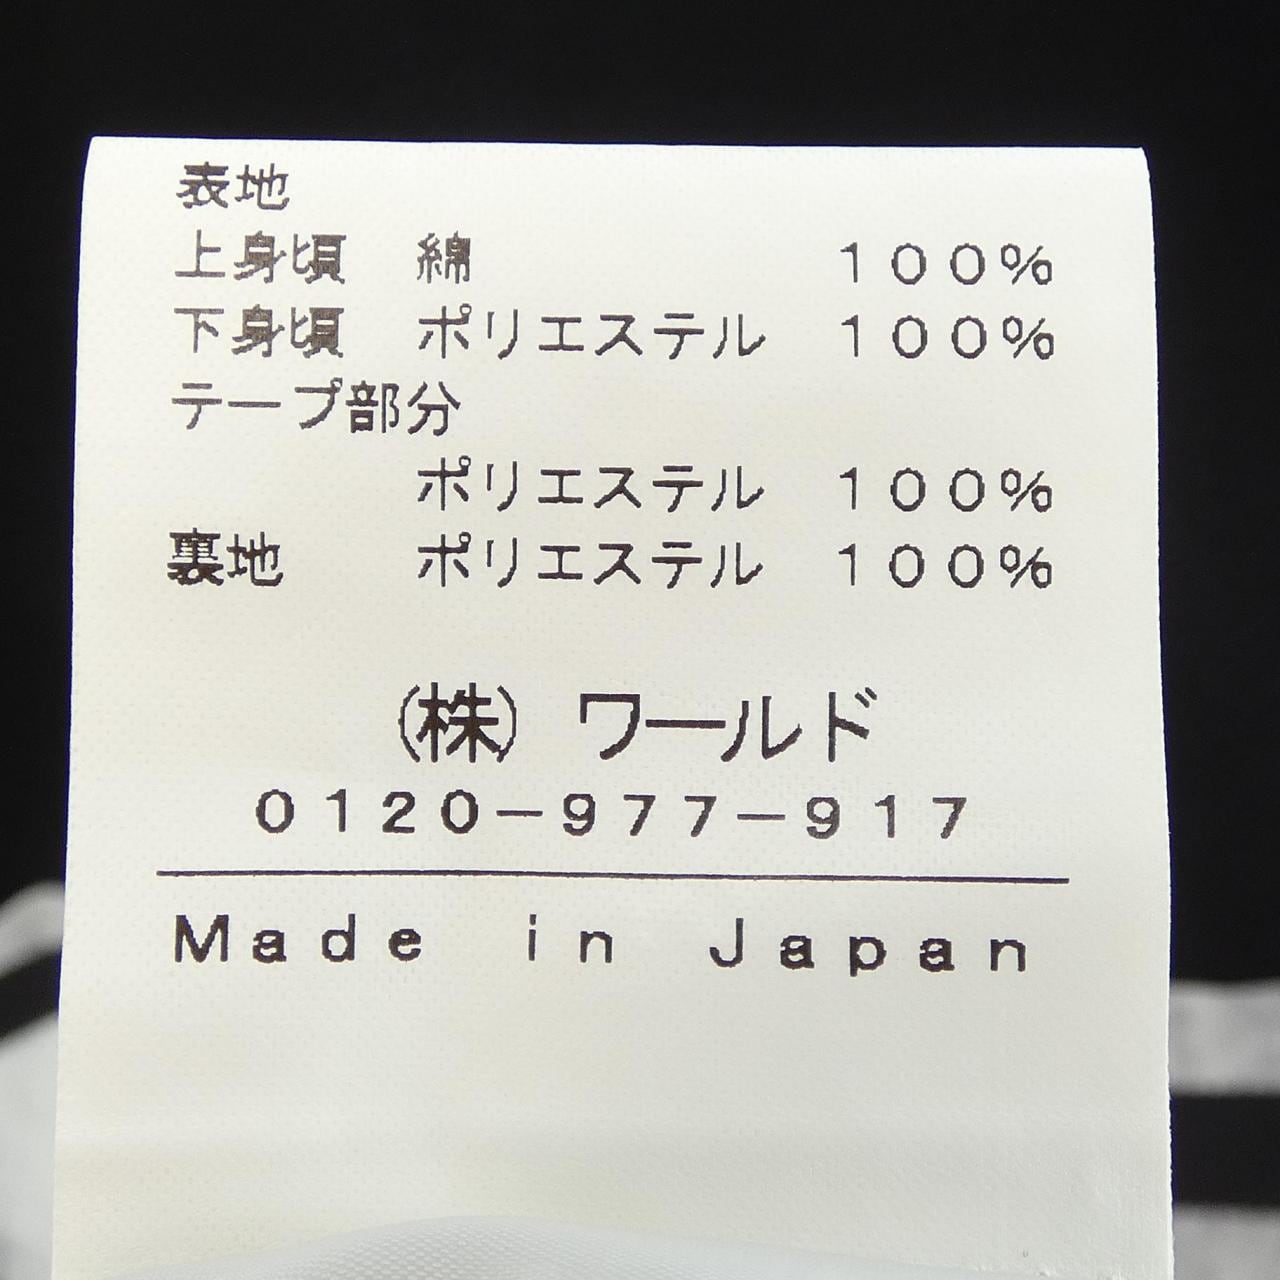 表地
上身頃 綿 100%
下身頃 ポリエステル 100%
テープ部分
ポリエステル 100%
裏地 ポリエステル 100%
(株) ワールド
0120-977-917
Made in Japan